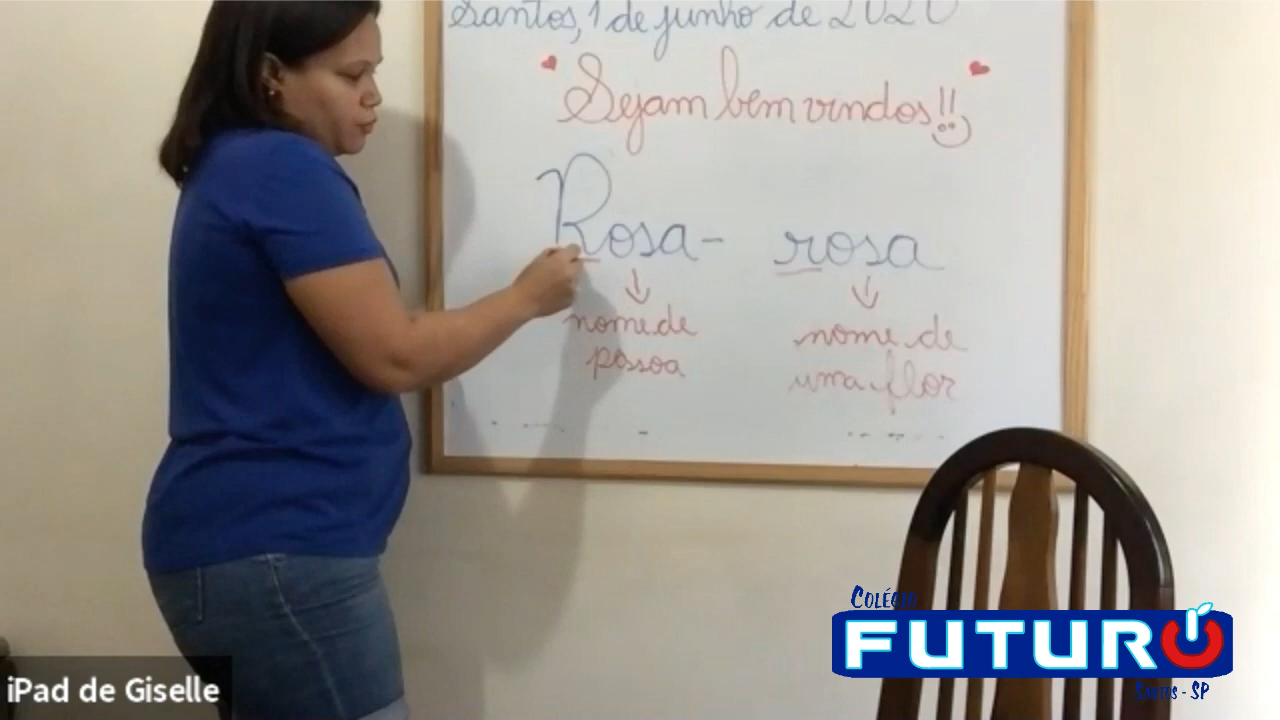 Santos, 1 de junho de 2020
Sejam bem vindos!!
Rosa - rosa
nome de
pessoa
nome de
uma flor
COLÉGIO
FUTURO
SANTOS - SP
iPad de Giselle